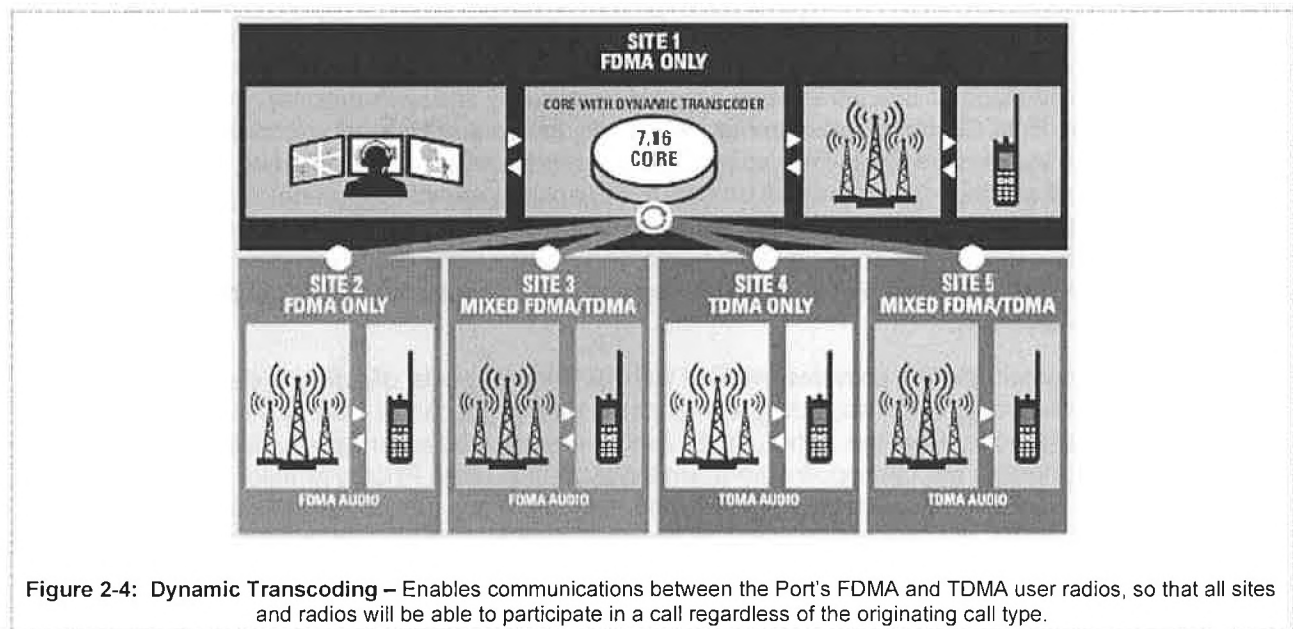 SITE 1
FDMA ONLY
CORE WITH DYNAMIC TRANSCODER
7.16
CORE
SITE 2
FDMA ONLY
SITE 3
MIXED FDMA/TDMA
SITE 4
TDMA ONLY
SITE 5
MIXED FDMA/TDMA
FDMA AUDIO
FDMA AUDIO
TDMA AUDIO
TDMA AUDIO
Figure 2-4: Dynamic Transcoding – Enables communications between the Port's FDMA and TDMA user radios, so that all sites
and radios will be able to participate in a call regardless of the originating call type.